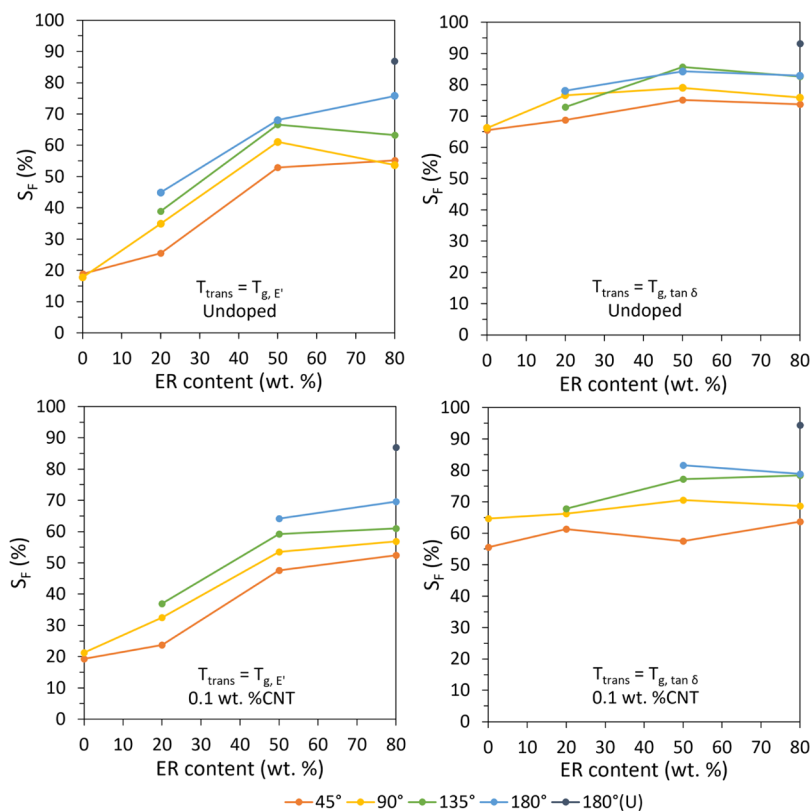 100
90
80
70
60
50
40
30
20
10
0
S_F (%)
T_trans = T_g, E'
Undoped
0 10 20 30 40 50 60 70 80
ER content (wt. %)
100
90
80
70
60
50
40
30
20
10
0
S_F (%)
T_trans = T_g, tan δ
Undoped
0 10 20 30 40 50 60 70 80
ER content (wt. %)
100
90
80
70
60
50
40
30
20
10
0
S_F (%)
T_trans = T_g, E'
0.1 wt. %CNT
0 10 20 30 40 50 60 70 80
ER content (wt. %)
100
90
80
70
60
50
40
30
20
10
0
S_F (%)
T_trans = T_g, tan δ
0.1 wt. %CNT
0 10 20 30 40 50 60 70 80
ER content (wt. %)
45° 90° 135° 180° 180°(U)